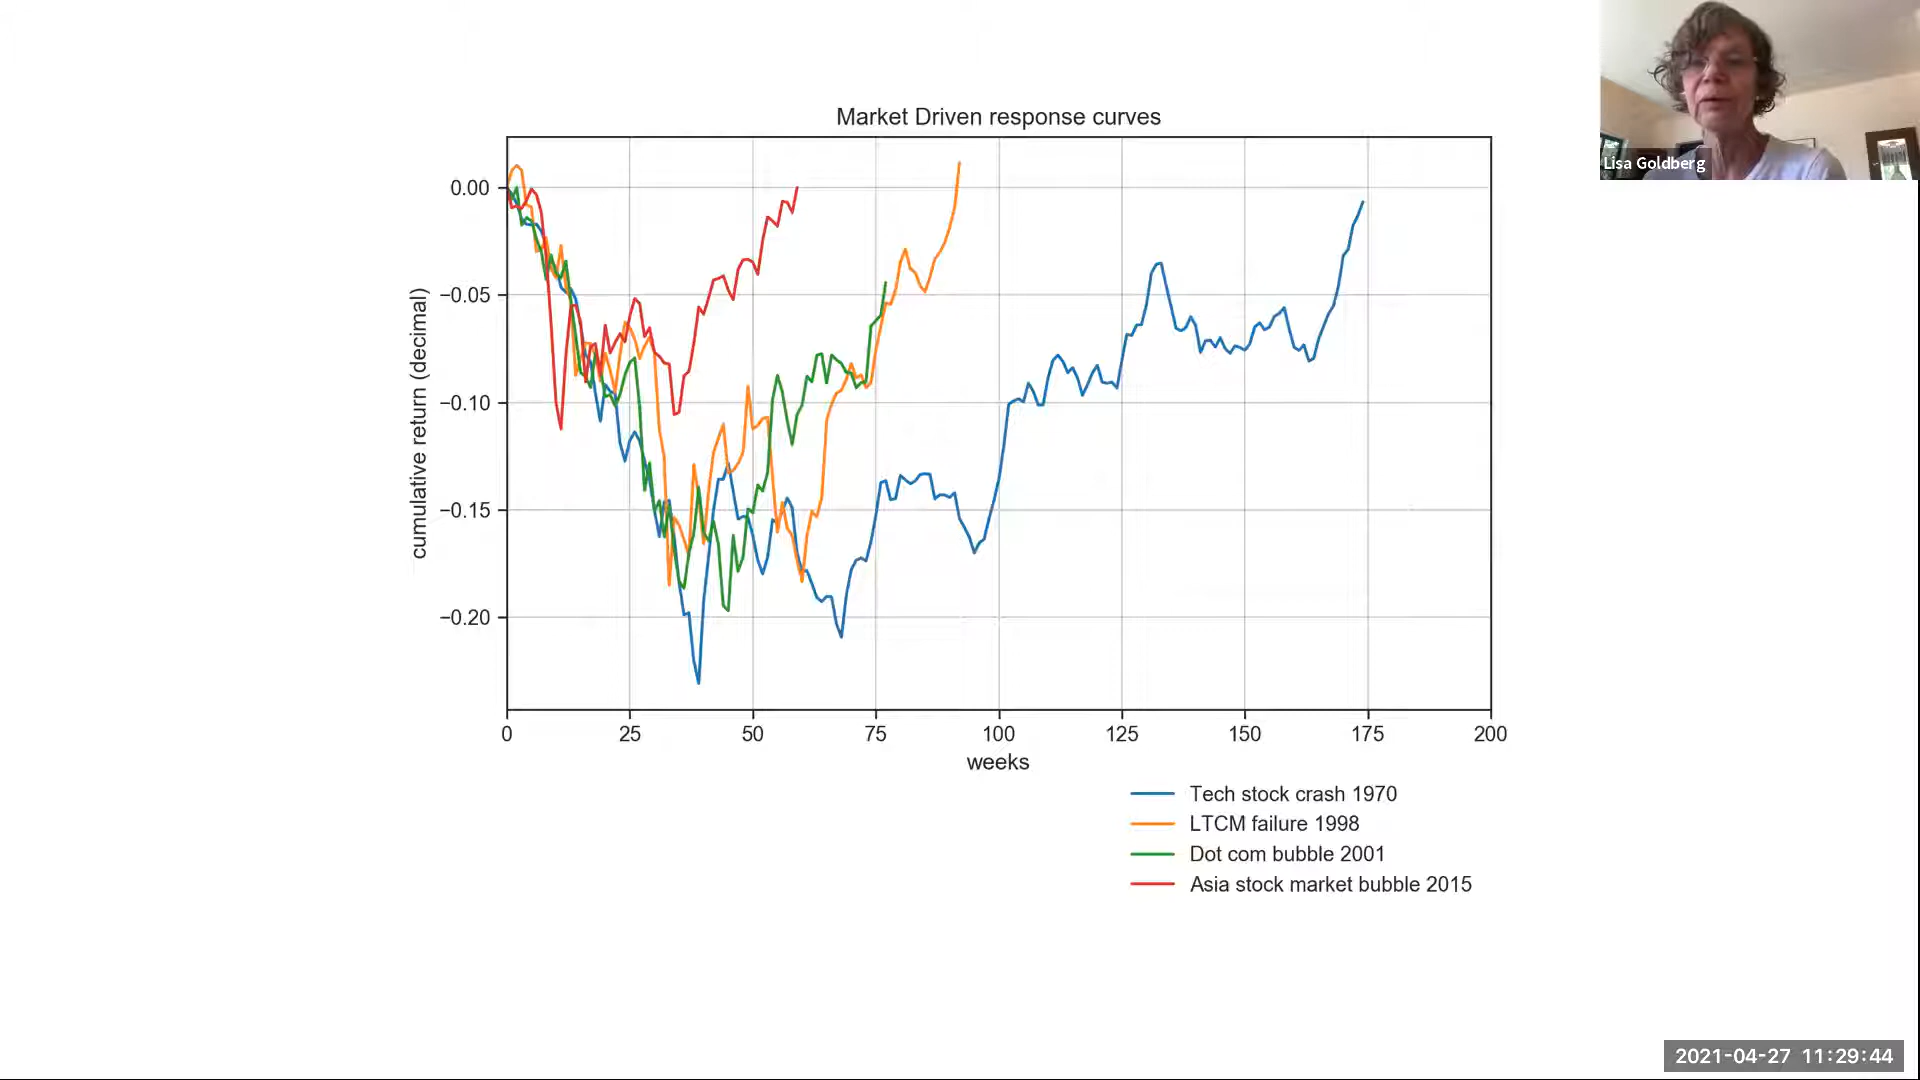 Market Driven response curves
Lisa Goldberg
cumulative return (decimal)
0.00
−0.05
−0.10
−0.15
−0.20
0 25 50 75 100 125 150 175 200
weeks
Tech stock crash 1970
LTCM failure 1998
Dot com bubble 2001
Asia stock market bubble 2015
2021-04-27 11:29:44